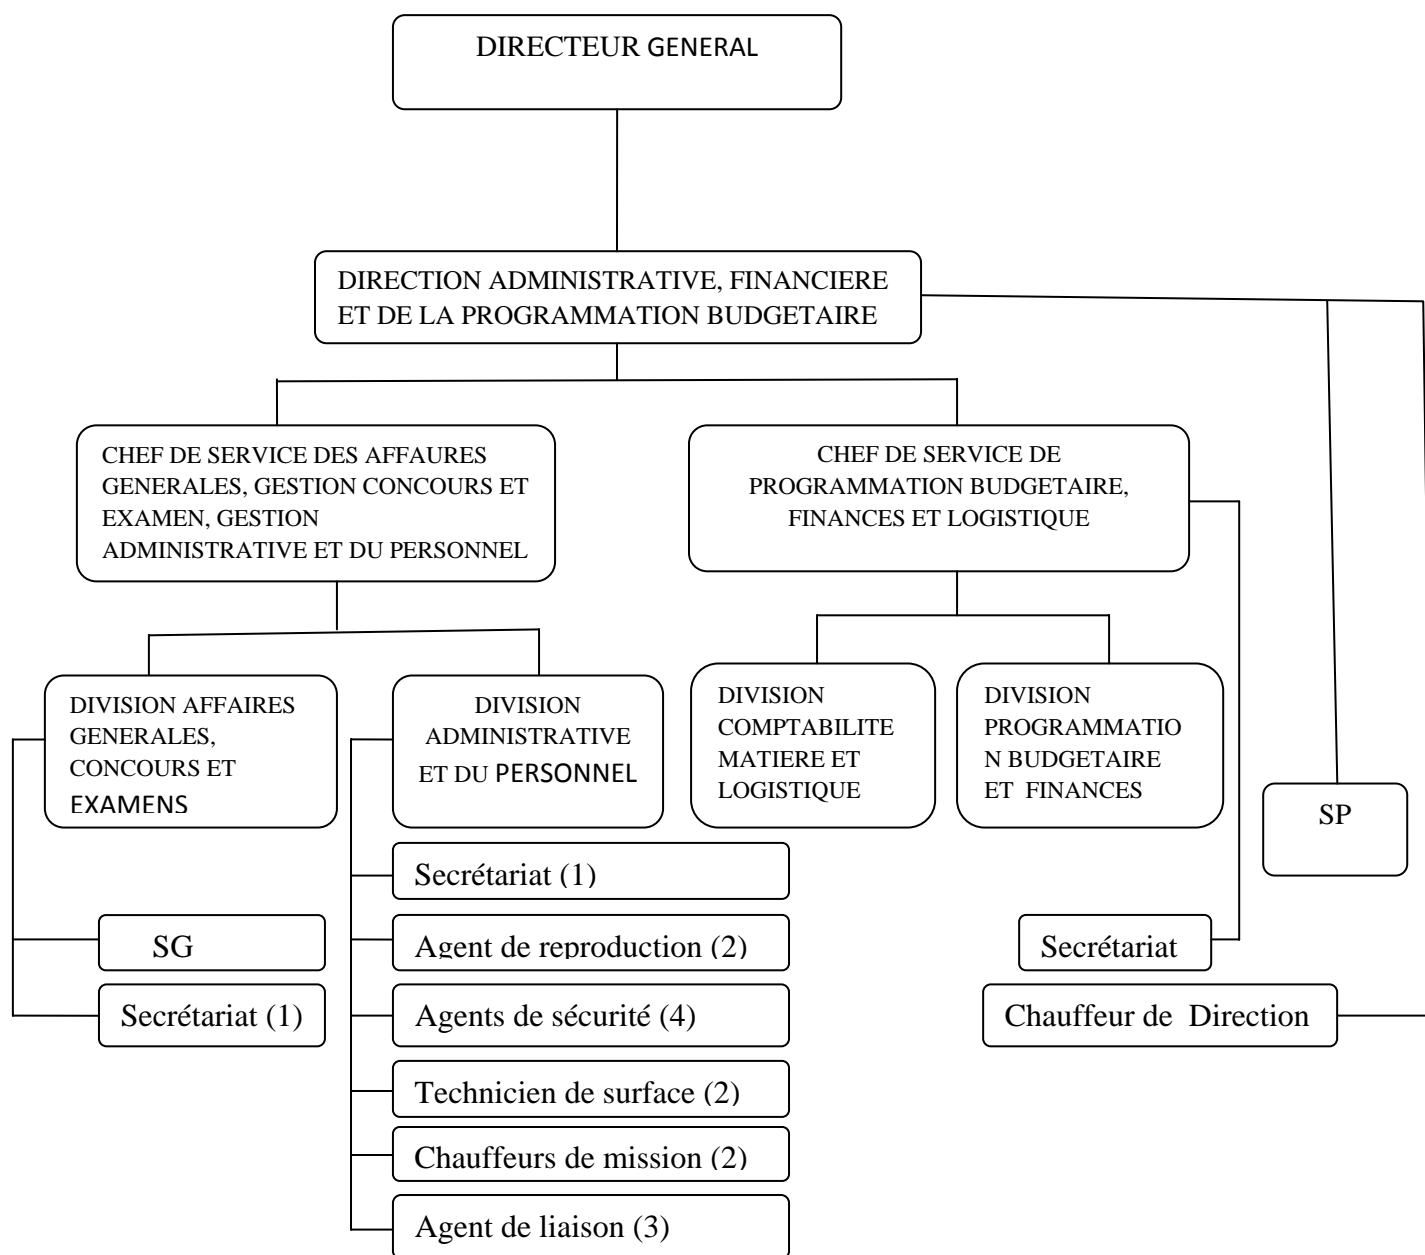 DIRECTEUR GENERAL
DIRECTION ADMINISTRATIVE, FINANCIERE
ET DE LA PROGRAMMATION BUDGETAIRE
CHEF DE SERVICE DES AFFAURES
GENERALES, GESTION CONCOURS ET
EXAMEN, GESTION
ADMINISTRATIVE ET DU PERSONNEL
CHEF DE SERVICE DE
PROGRAMMATION BUDGETAIRE,
FINANCES ET LOGISTIQUE
DIVISION AFFAIRES
GENERALES,
CONCOURS ET
EXAMENS
DIVISION
ADMINISTRATIVE
ET DU PERSONNEL
DIVISION
COMPTABILITE
MATIERE ET
LOGISTIQUE
DIVISION
PROGRAMMATIO
N BUDGETAIRE
ET FINANCES
SP
Secrétariat (1)
SG
Agent de reproduction (2)
Secrétariat
Secrétariat (1)
Agents de sécurité (4)
Chauffeur de Direction
Technicien de surface (2)
Chauffeurs de mission (2)
Agent de liaison (3)